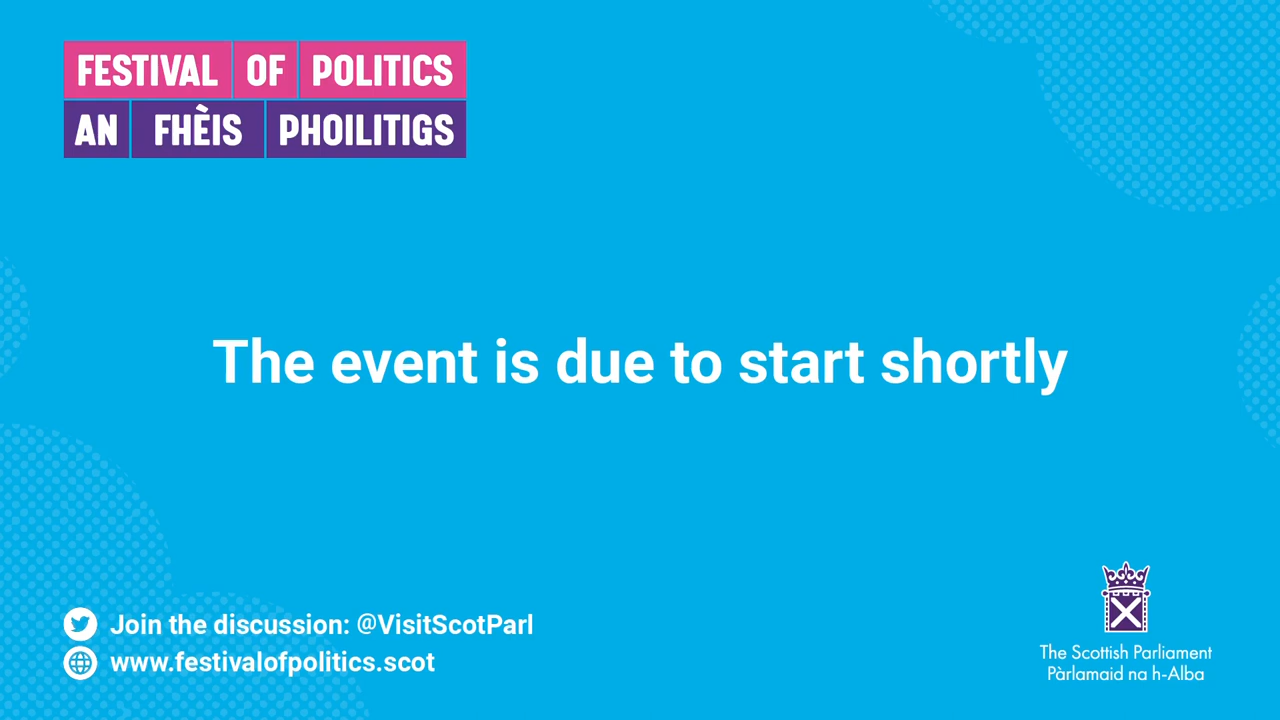 FESTIVAL OF POLITICS
AN FHÈIS PHOILITIGS
The event is due to start shortly
Join the discussion: @VisitScotParl
www.festivalofpolitics.scot
The Scottish Parliament
Pàrlamaid na h-Alba